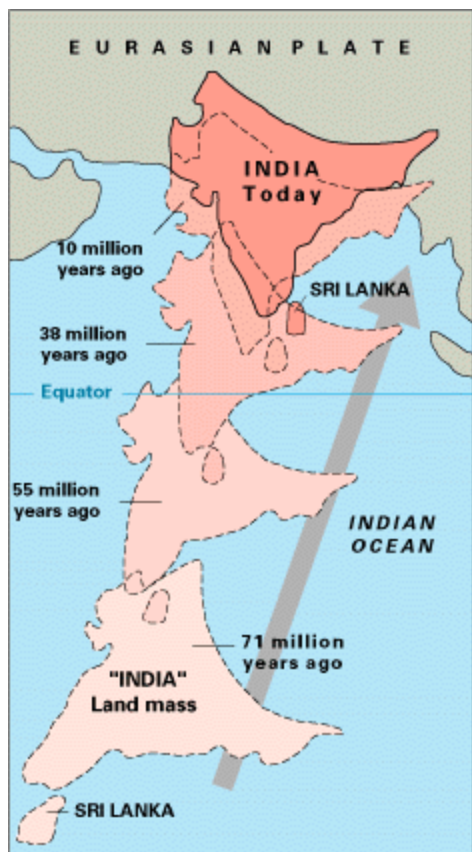 EURASIAN PLATE
INDIA
Today
10 million
years ago
SRI LANKA
38 million
years ago
Equator
55 million
years ago
INDIAN
OCEAN
71 million
years ago
"INDIA"
Land mass
SRI LANKA